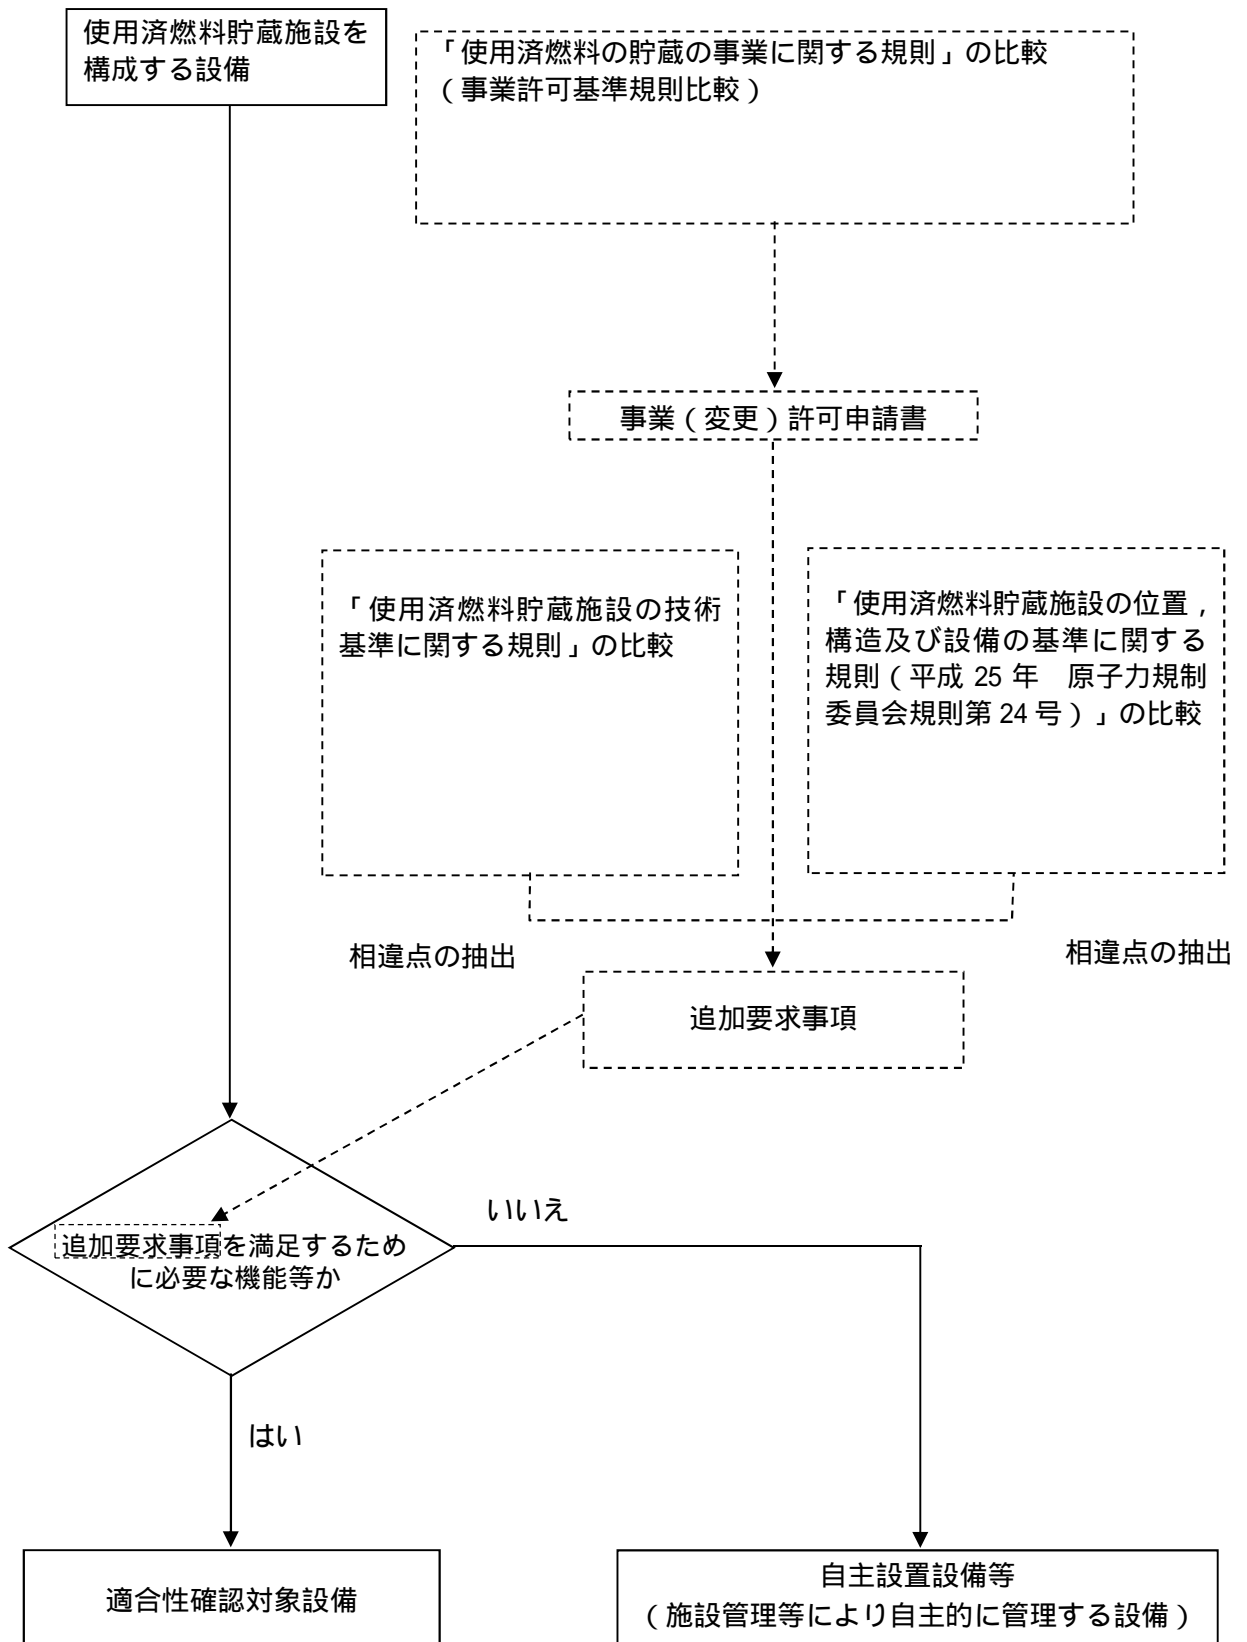 使用済燃料貯蔵施設を
構成する設備
「使用済燃料の貯蔵の事業に関する規則」の比較
（事業許可基準規則比較）
事業（変更）許可申請書
「使用済燃料貯蔵施設の技術
基準に関する規則」の比較
「使用済燃料貯蔵施設の位置，
構造及び設備の基準に関する
規則（平成 25 年　原子力規制
委員会規則第 24 号）」の比較
相違点の抽出
相違点の抽出
追加要求事項
追加要求事項を満足するため
に必要な機能等か
いいえ
はい
適合性確認対象設備
自主設置設備等
（施設管理等により自主的に管理する設備）